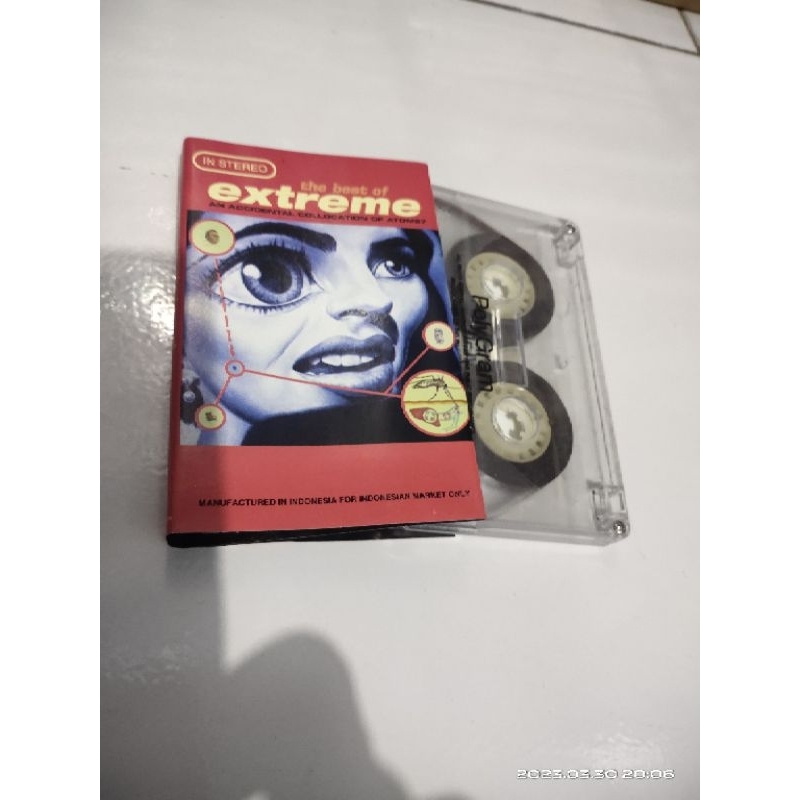 IN STEREO
the best of
extreme
AN ACCIDENTAL COLLOCATION OF ATOMS?
MANUFACTURED IN INDONESIA FOR INDONESIAN MARKET ONLY
PolyGram
2023.03.30 20:06